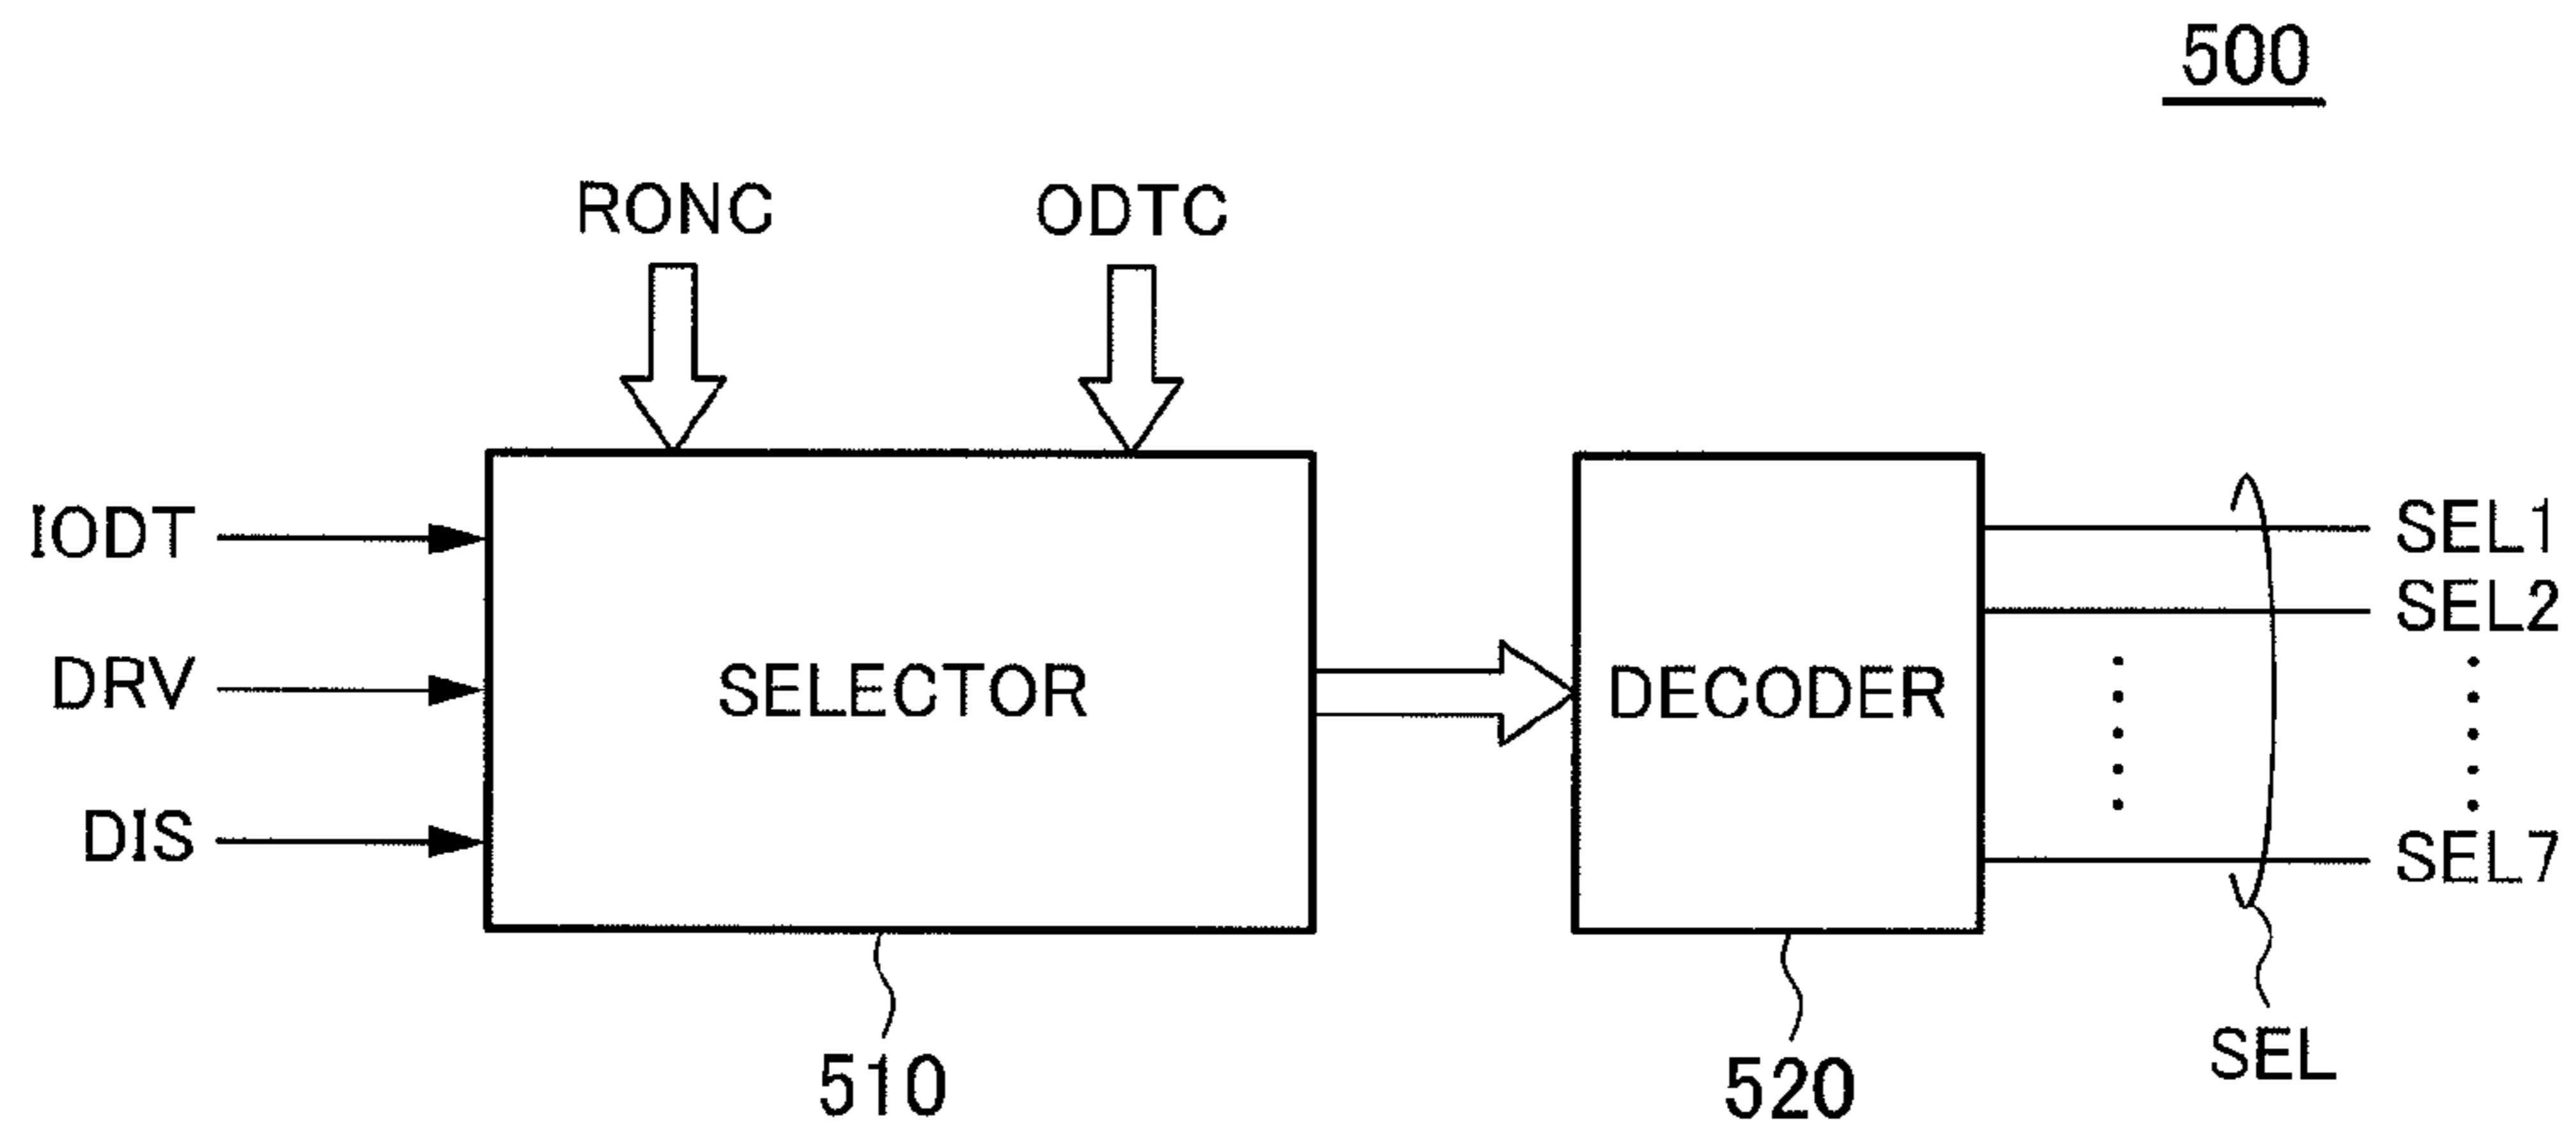 500
RONC
ODTC
IODT
DRV
DIS
SELECTOR
DECODER
SEL1
SEL2
SEL7
SEL
510
520